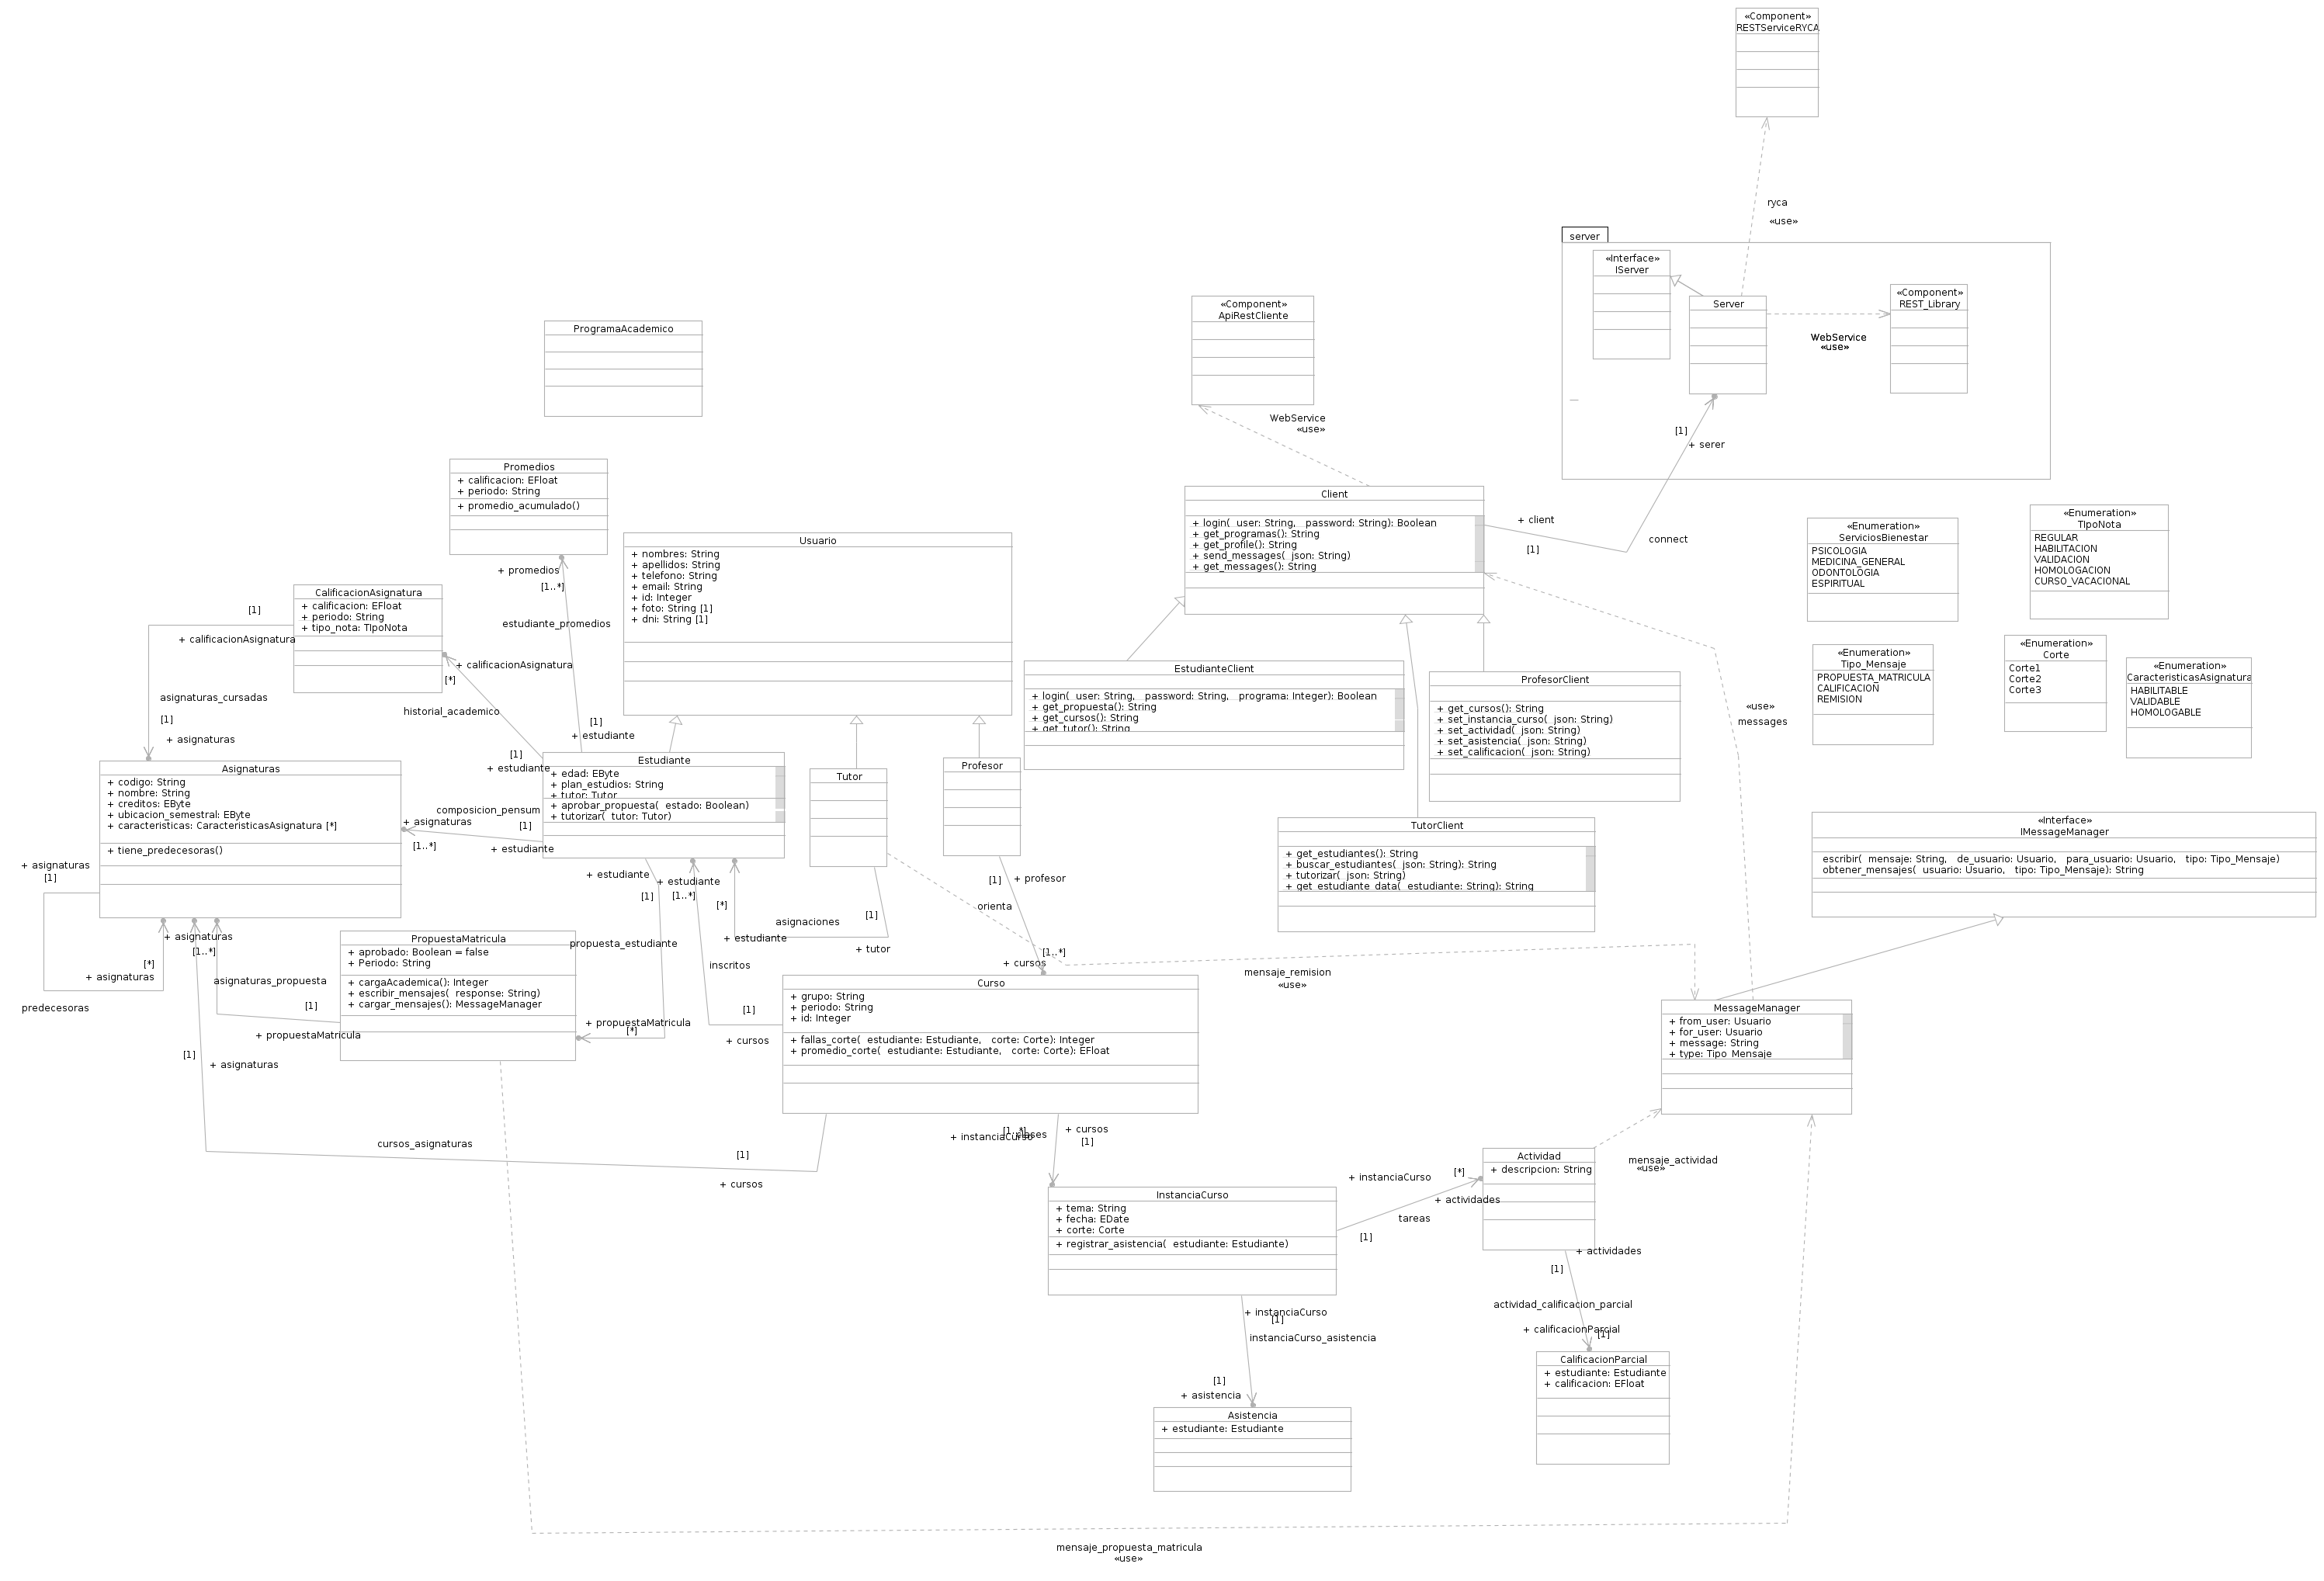 «Component»
RESTServiceRYCA
ryca
«use»
server
«Interface»
IServer
Server
«Component»
REST_Library
WebService
«use»
[1]
+ serer
«Component»
ApiRestCliente
WebService
«use»
ProgramaAcademico
Promedios
+ calificacion: EFloat
+ periodo: String
+ promedio_acumulado()
+ promedios
[1..*]
estudiante_promedios
[1]
+ estudiante
Usuario
+ nombres: String
+ apellidos: String
+ telefono: String
+ email: String
+ id: Integer
+ foto: String [1]
+ dni: String [1]
Client
+ login(  user: String,   password: String): Boolean
+ get_programas(): String
+ get_profile(): String
+ send_messages(  json: String)
+ get_messages(): String
+ client
[1]
connect
«Enumeration»
ServiciosBienestar
PSICOLOGIA
MEDICINA_GENERAL
ODONTOLOGIA
ESPIRITUAL
«Enumeration»
TIpoNota
REGULAR
HABILITACION
VALIDACION
HOMOLOGACION
CURSO_VACACIONAL
«Enumeration»
Tipo_Mensaje
PROPUESTA_MATRICULA
CALIFICACION
REMISION
«Enumeration»
Corte
Corte1
Corte2
Corte3
«Enumeration»
CaracteristicasAsignatura
HABILITABLE
VALIDABLE
HOMOLOGABLE
CalificacionAsignatura
+ calificacion: EFloat
+ periodo: String
+ tipo_nota: TIpoNota
[1]
+ calificacionAsignatura
asignaturas_cursadas
[1]
+ asignaturas
+ calificacionAsignatura
[*]
historial_academico
[1]
+ estudiante
EstudianteClient
+ login(  user: String,   password: String,   programa: Integer): Boolean
+ get_propuesta(): String
+ get_cursos(): String
+ get_tutor(): String
ProfesorClient
+ get_cursos(): String
+ set_instancia_curso(  json: String)
+ set_actividad(  json: String)
+ set_asistencia(  json: String)
+ set_calificacion(  json: String)
«use»
messages
Asignaturas
+ codigo: String
+ nombre: String
+ creditos: EByte
+ ubicacion_semestral: EByte
+ caracteristicas: CaracteristicasAsignatura [*]
+ tiene_predecesoras()
composicion_pensum
+ asignaturas
[1]
[1..*]
+ estudiante
Estudiante
+ edad: EByte
+ plan_estudios: String
+ tutor: Tutor
+ aprobar_propuesta(  estado: Boolean)
+ tutorizar(  tutor: Tutor)
Tutor
Profesor
TutorClient
+ get_estudiantes(): String
+ buscar_estudiantes(  json: String): String
+ tutorizar(  json: String)
+ get_estudiante_data(  estudiante: String): String
«Interface»
IMessageManager
escribir(  mensaje: String,   de_usuario: Usuario,   para_usuario: Usuario,   tipo: Tipo_Mensaje)
obtener_mensajes(  usuario: Usuario,   tipo: Tipo_Mensaje): String
+ asignaturas
[1]
[*]
+ asignaturas
predecesoras
+ asignaturas
[1..*]
asignaturas_propuesta
[1]
+ propuestaMatricula
[1]
+ asignaturas
PropuestaMatricula
+ aprobado: Boolean = false
+ Periodo: String
+ cargaAcademica(): Integer
+ escribir_mensajes(  response: String)
+ cargar_mensajes(): MessageManager
+ estudiante
[1]
propuesta_estudiante
+ propuestaMatricula
[*]
+ estudiante
[1..*]
inscritos
[1]
+ cursos
[*]
+ estudiante
asignaciones
[1]
+ tutor
orienta
[1]
+ profesor
[1..*]
+ cursos
mensaje_remision
«use»
Curso
+ grupo: String
+ periodo: String
+ id: Integer
+ fallas_corte(  estudiante: Estudiante,   corte: Corte): Integer
+ promedio_corte(  estudiante: Estudiante,   corte: Corte): EFloat
MessageManager
+ from_user: Usuario
+ for_user: Usuario
+ message: String
+ type: Tipo_Mensaje
cursos_asignaturas
[1]
+ cursos
[1..*]
+ instanciaCurso
clases
+ cursos
[1]
InstanciaCurso
+ tema: String
+ fecha: EDate
+ corte: Corte
+ registrar_asistencia(  estudiante: Estudiante)
+ instanciaCurso
[*]
+ actividades
tareas
[1]
Actividad
+ descripcion: String
mensaje_actividad
«use»
+ actividades
[1]
actividad_calificacion_parcial
+ calificacionParcial
[1]
CalificacionParcial
+ estudiante: Estudiante
+ calificacion: EFloat
+ instanciaCurso
[1]
instanciaCurso_asistencia
[1]
+ asistencia
Asistencia
+ estudiante: Estudiante
mensaje_propuesta_matricula
«use»